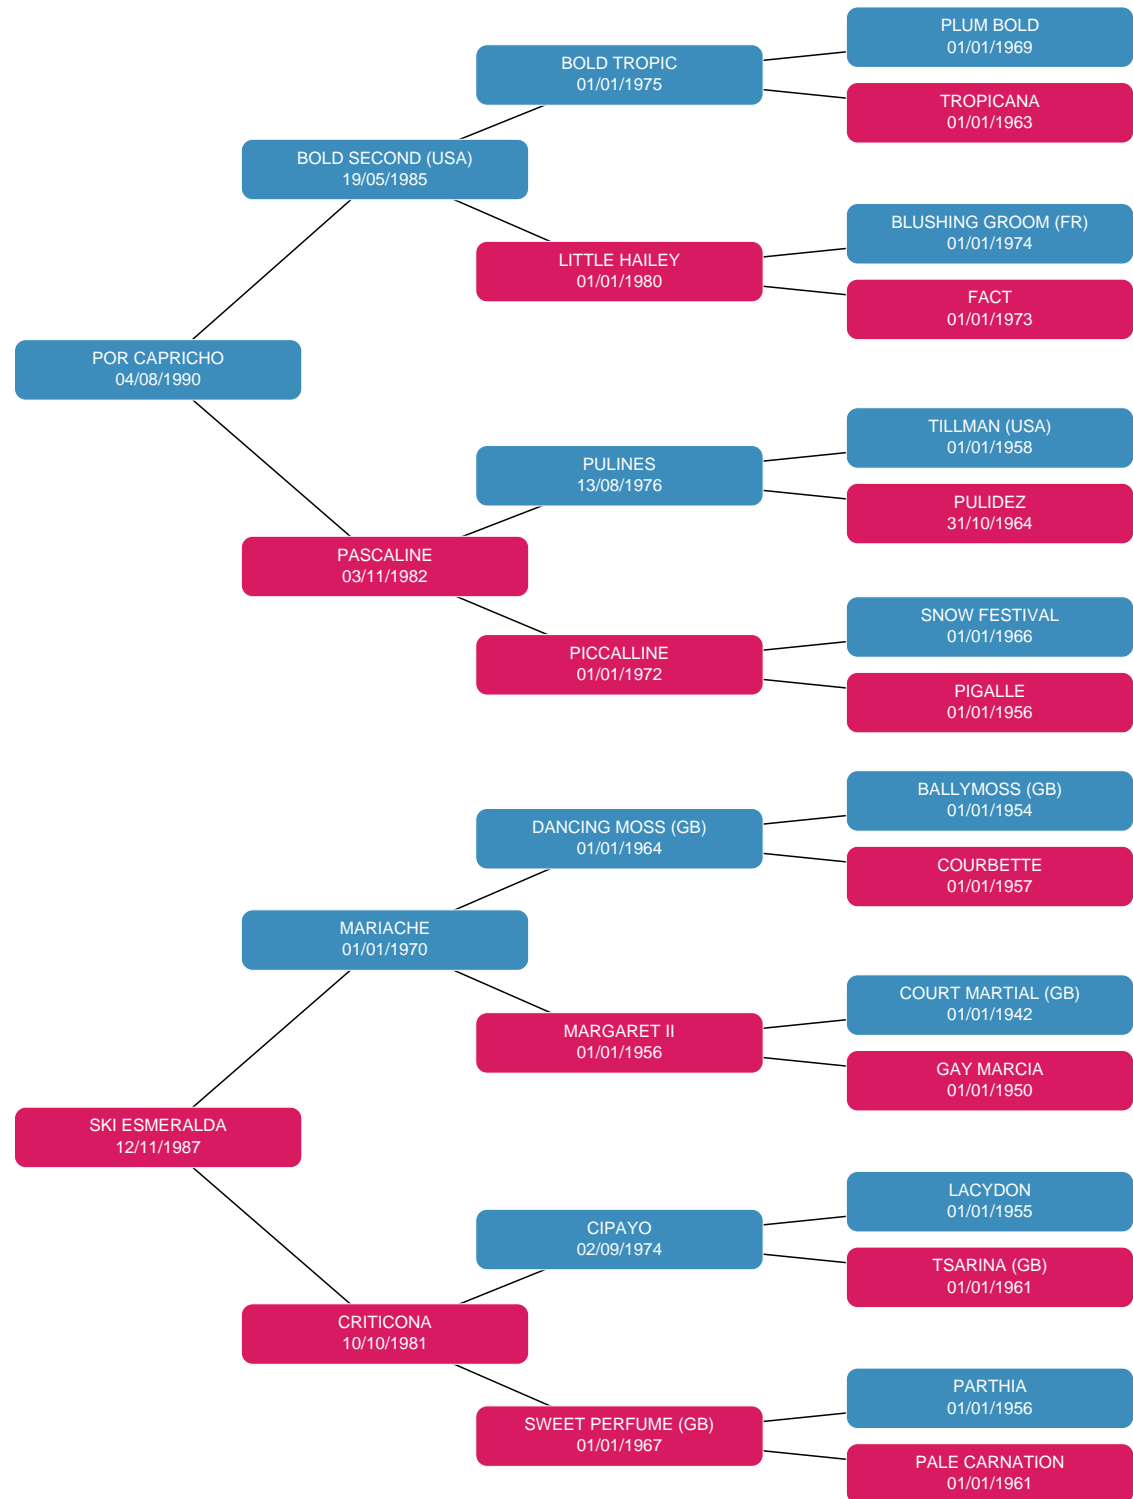 PLUM BOLD
01/01/1969
BOLD TROPIC
01/01/1975
TROPICANA
01/01/1963
BOLD SECOND (USA)
19/05/1985
BLUSHING GROOM (FR)
01/01/1974
LITTLE HAILEY
01/01/1980
FACT
01/01/1973
POR CAPRICHO
04/08/1990
TILLMAN (USA)
01/01/1958
PULINES
13/08/1976
PULIDEZ
31/10/1964
PASCALINE
03/11/1982
SNOW FESTIVAL
01/01/1966
PICCALLINE
01/01/1972
PIGALLE
01/01/1956
BALLYMOSS (GB)
01/01/1954
DANCING MOSS (GB)
01/01/1964
COURBETTE
01/01/1957
MARIACHE
01/01/1970
COURT MARTIAL (GB)
01/01/1942
MARGARET II
01/01/1956
GAY MARCIA
01/01/1950
SKI ESMERALDA
12/11/1987
LACYDON
01/01/1955
CIPAYO
02/09/1974
TSARINA (GB)
01/01/1961
CRITICONA
10/10/1981
PARTHIA
01/01/1956
SWEET PERFUME (GB)
01/01/1967
PALE CARNATION
01/01/1961